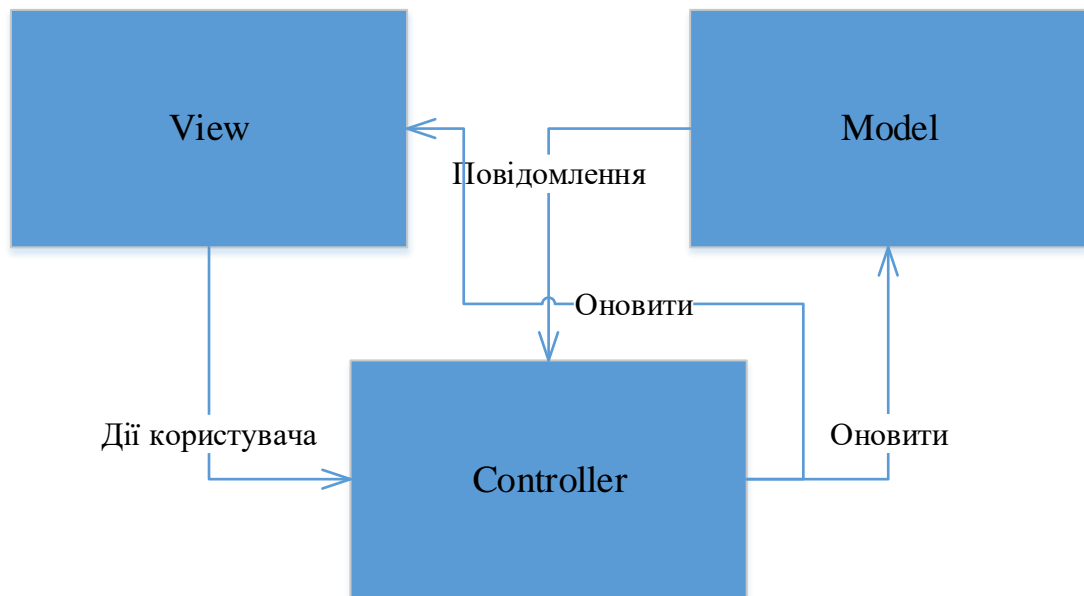 View
Model
Повідомлення
Оновити
Дії користувача
Оновити
Controller